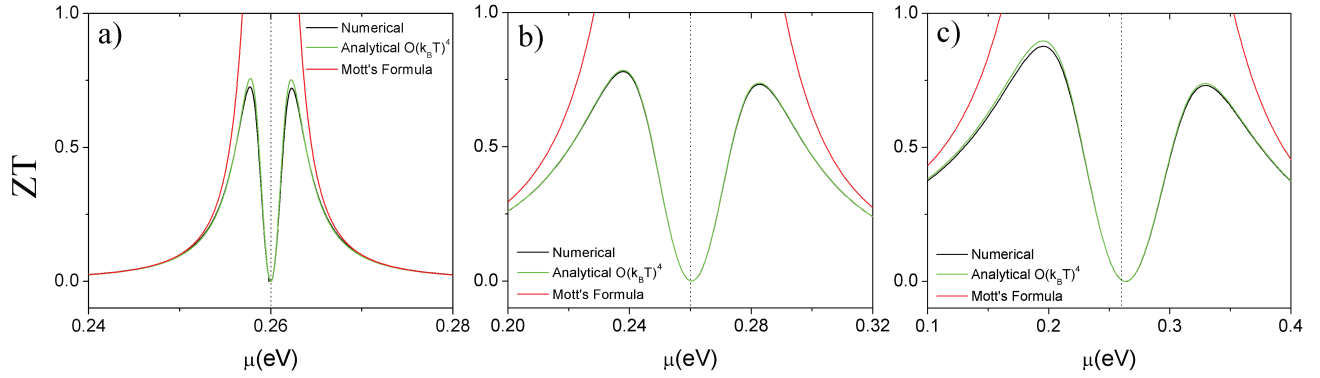 ZT
a)
1.0
0.5
0.0
Numerical
Analytical O(k_BT)^4
Mott's Formula
0.24
0.26
0.28
μ(eV)
b)
1.0
0.5
0.0
Numerical
Analytical O(k_BT)^4
Mott's Formula
0.20
0.24
0.28
0.32
μ(eV)
c)
1.0
0.5
0.0
Numerical
Analytical O(k_BT)^4
Mott's Formula
0.1
0.2
0.3
0.4
μ(eV)